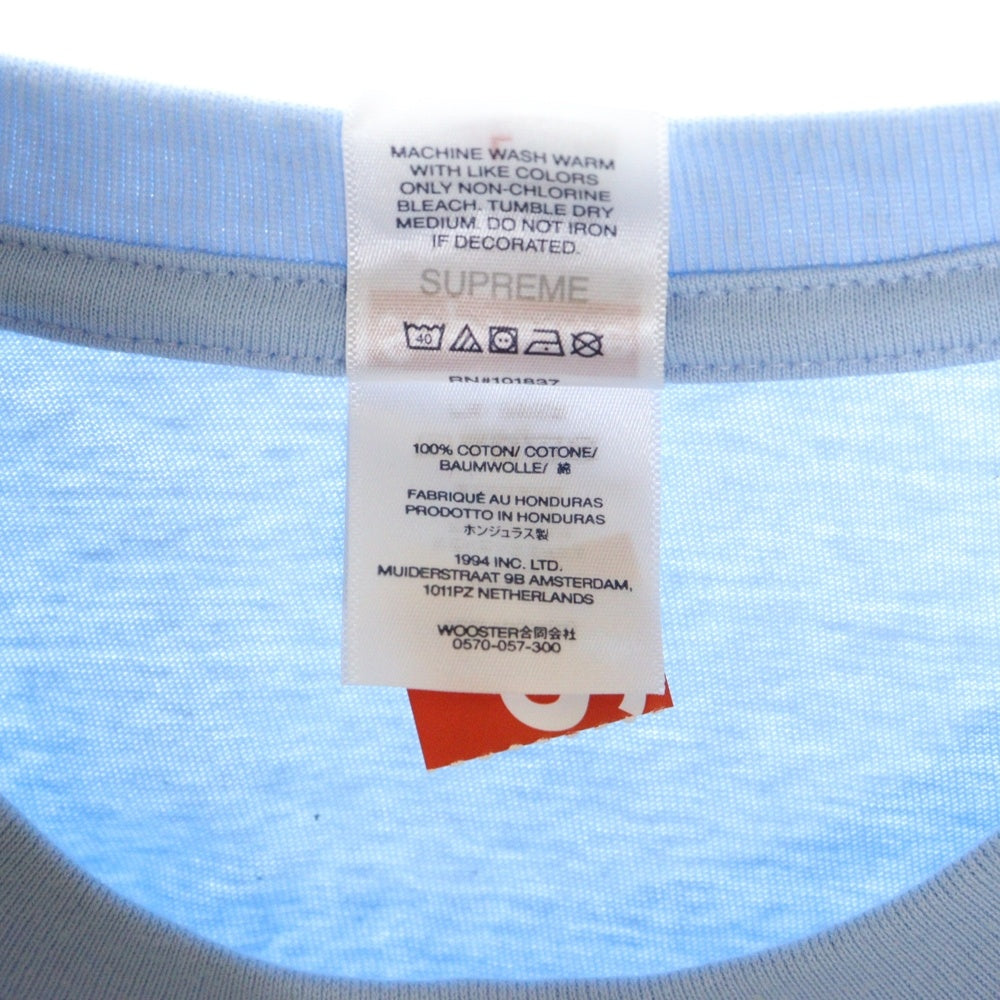 MACHINE WASH WARM
WITH LIKE COLORS
ONLY NON-CHLORINE
BLEACH. TUMBLE DRY
MEDIUM. DO NOT IRON
IF DECORATED.
SUPREME
40
RN#101837
100% COTON/ COTONE/
BAUMWOLLE/ 綿
FABRIQUÉ AU HONDURAS
PRODOTTO IN HONDURAS
ホンジュラス製
1994 INC. LTD.
MUIDERSTRAAT 9B AMSTERDAM,
1011PZ NETHERLANDS
WOOSTER合同会社
0570-057-300